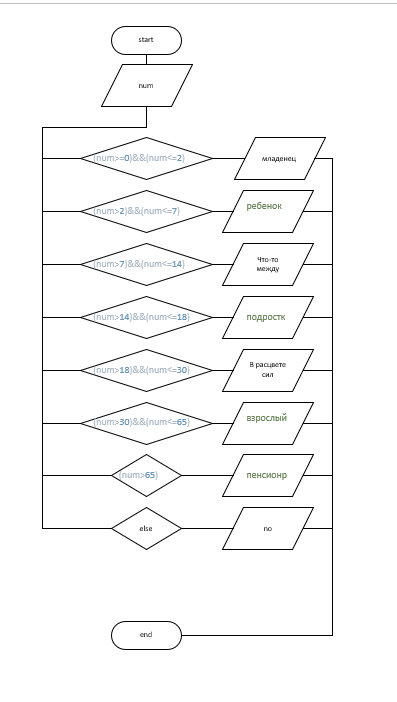 start
num
(num>=0)&&(num<=2)
младенец
(num>2)&&(num<=7)
ребенок
(num>7)&&(num<=14)
Что-то
между
(num>14)&&(num<=18)
подростк
(num>18)&&(num<=30)
В расцвете
сил
(num>30)&&(num<=65)
взрослый
(num>65)
пенсионр
else
no
end